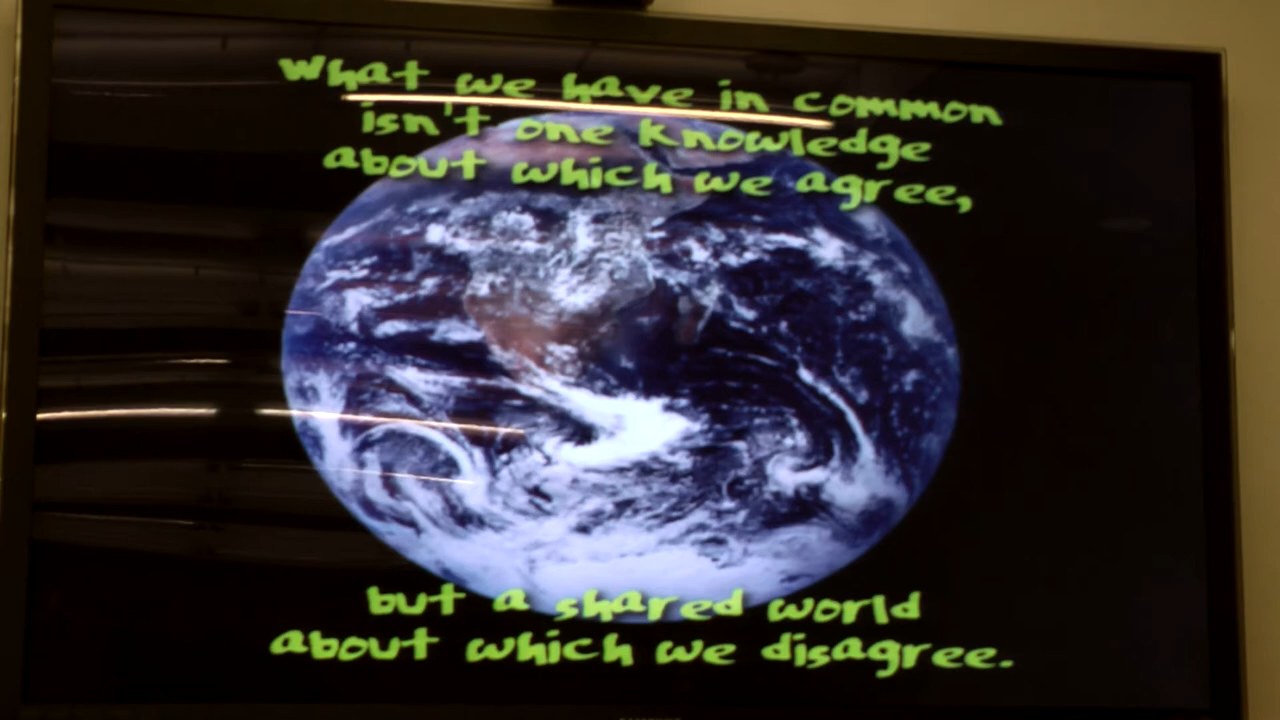 What we have in common
isn't one knowledge
about which we agree,
but a shared world
about which we disagree.